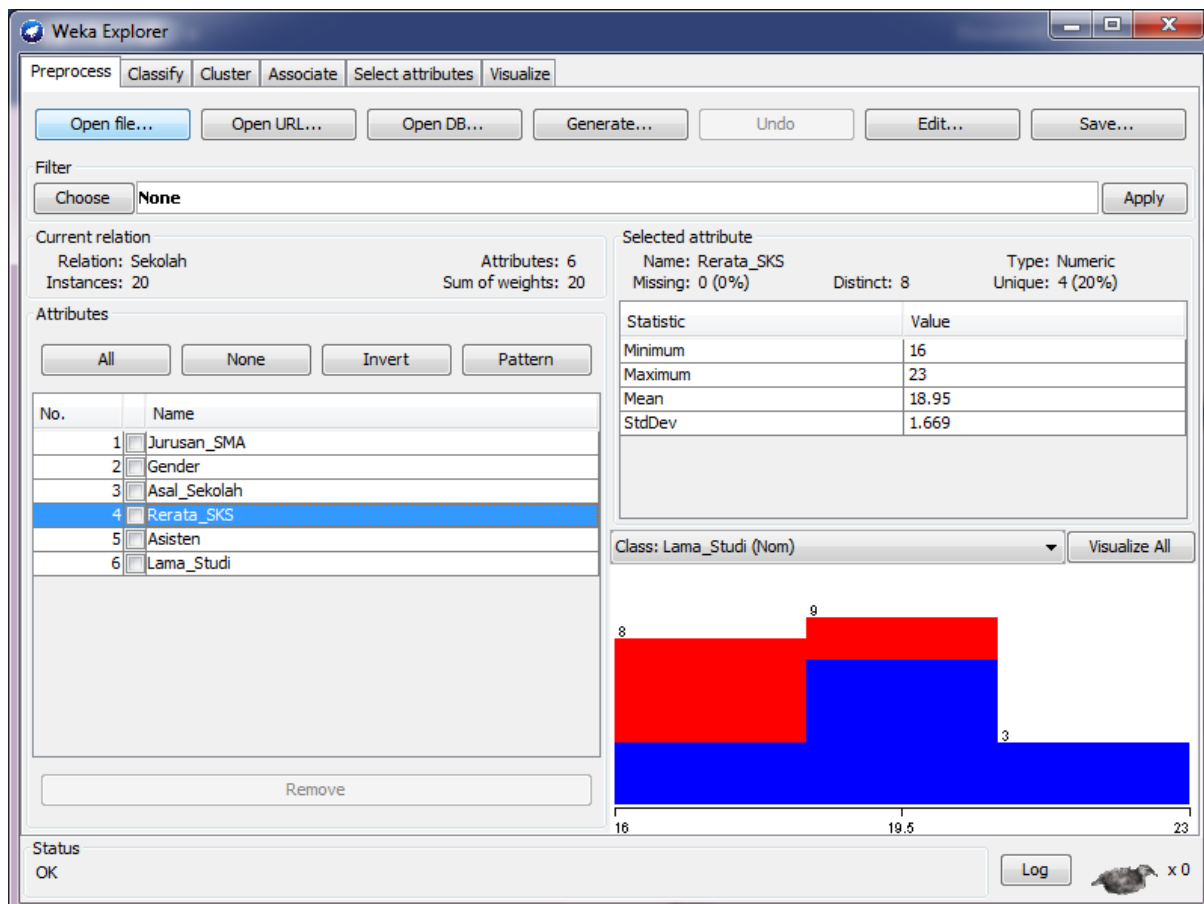 Weka Explorer
Preprocess Classify Cluster Associate Select attributes Visualize
Open file... Open URL... Open DB... Generate... Undo Edit... Save...
Filter
Choose None Apply
Current relation
Relation: Sekolah Attributes: 6
Instances: 20 Sum of weights: 20
Attributes
All None Invert Pattern
No. Name
1 Jurusan_SMA
2 Gender
3 Asal_Sekolah
4 Rerata_SKS
5 Asisten
6 Lama_Studi
Remove
Selected attribute
Name: Rerata_SKS Type: Numeric
Missing: 0 (0%) Distinct: 8 Unique: 4 (20%)
Statistic Value
Minimum 16
Maximum 23
Mean 18.95
StdDev 1.669
Class: Lama_Studi (Nom) Visualize All
8 9 3
16 19.5 23
Status
OK Log x 0